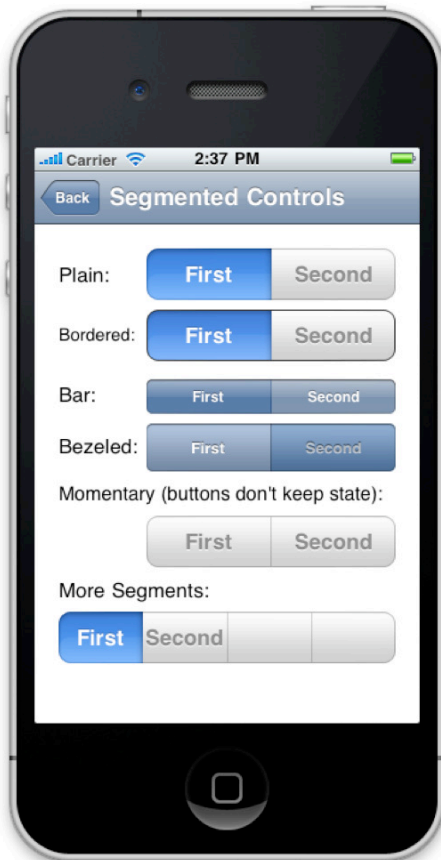 Carrier 2:37 PM
Back Segmented Controls
Plain: First Second
Bordered: First Second
Bar: First Second
Bezeled: First Second
Momentary (buttons don't keep state):
First Second
More Segments:
First Second